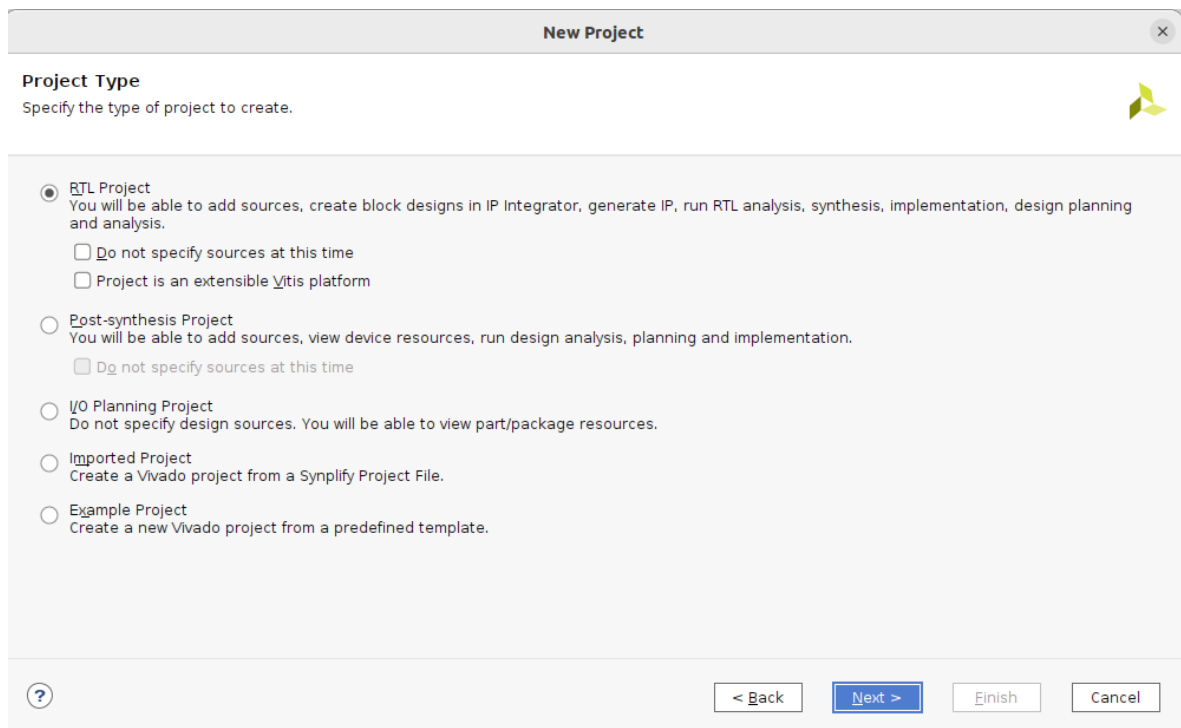 New Project
Project Type
Specify the type of project to create.
RTL Project
You will be able to add sources, create block designs in IP Integrator, generate IP, run RTL analysis, synthesis, implementation, design planning
and analysis.
Do not specify sources at this time
Project is an extensible Vitis platform
Post-synthesis Project
You will be able to add sources, view device resources, run design analysis, planning and implementation.
Do not specify sources at this time
I/O Planning Project
Do not specify design sources. You will be able to view part/package resources.
Imported Project
Create a Vivado project from a Synplify Project File.
Example Project
Create a new Vivado project from a predefined template.
? < Back Next > Finish Cancel